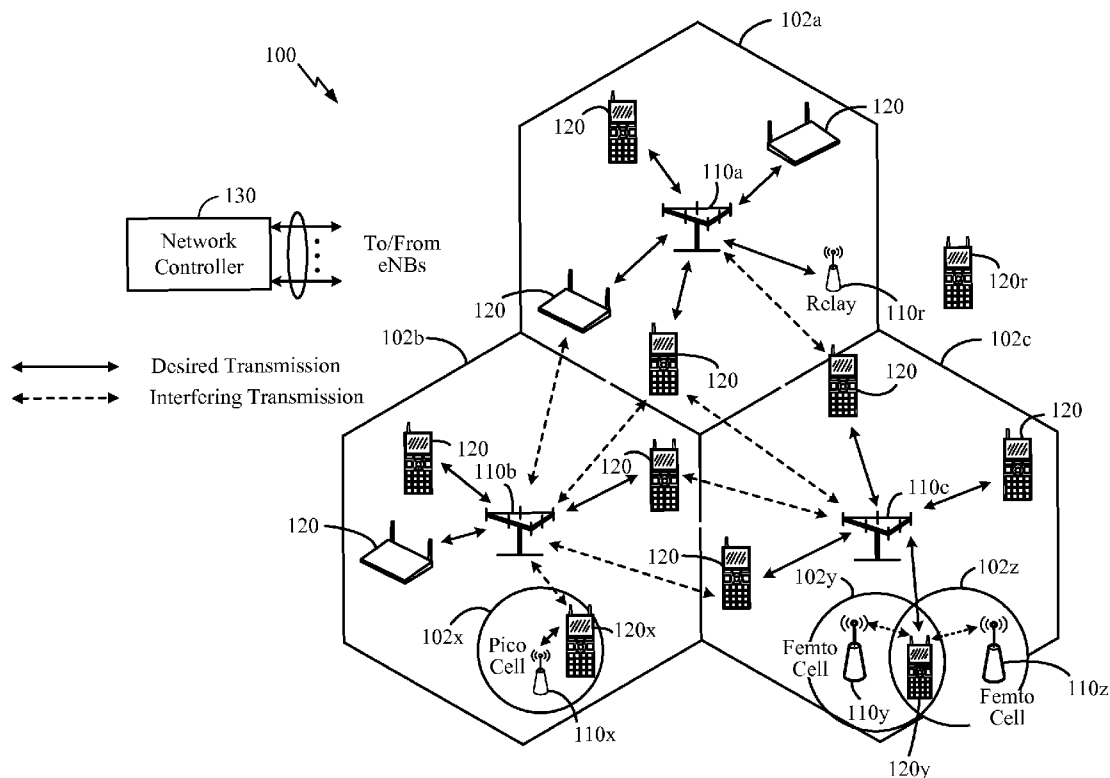 102a
100
120
120
110a
130
Network
Controller
To/From
eNBs
120r
120
Relay
110r
102b
102c
Desired Transmission
Interfering Transmission
120
120
120
120
110b
120
110c
120
120
102y
102z
102x
Pico
Cell
120x
Femto
Cell
110x
110y
Femto
Cell
110z
120y